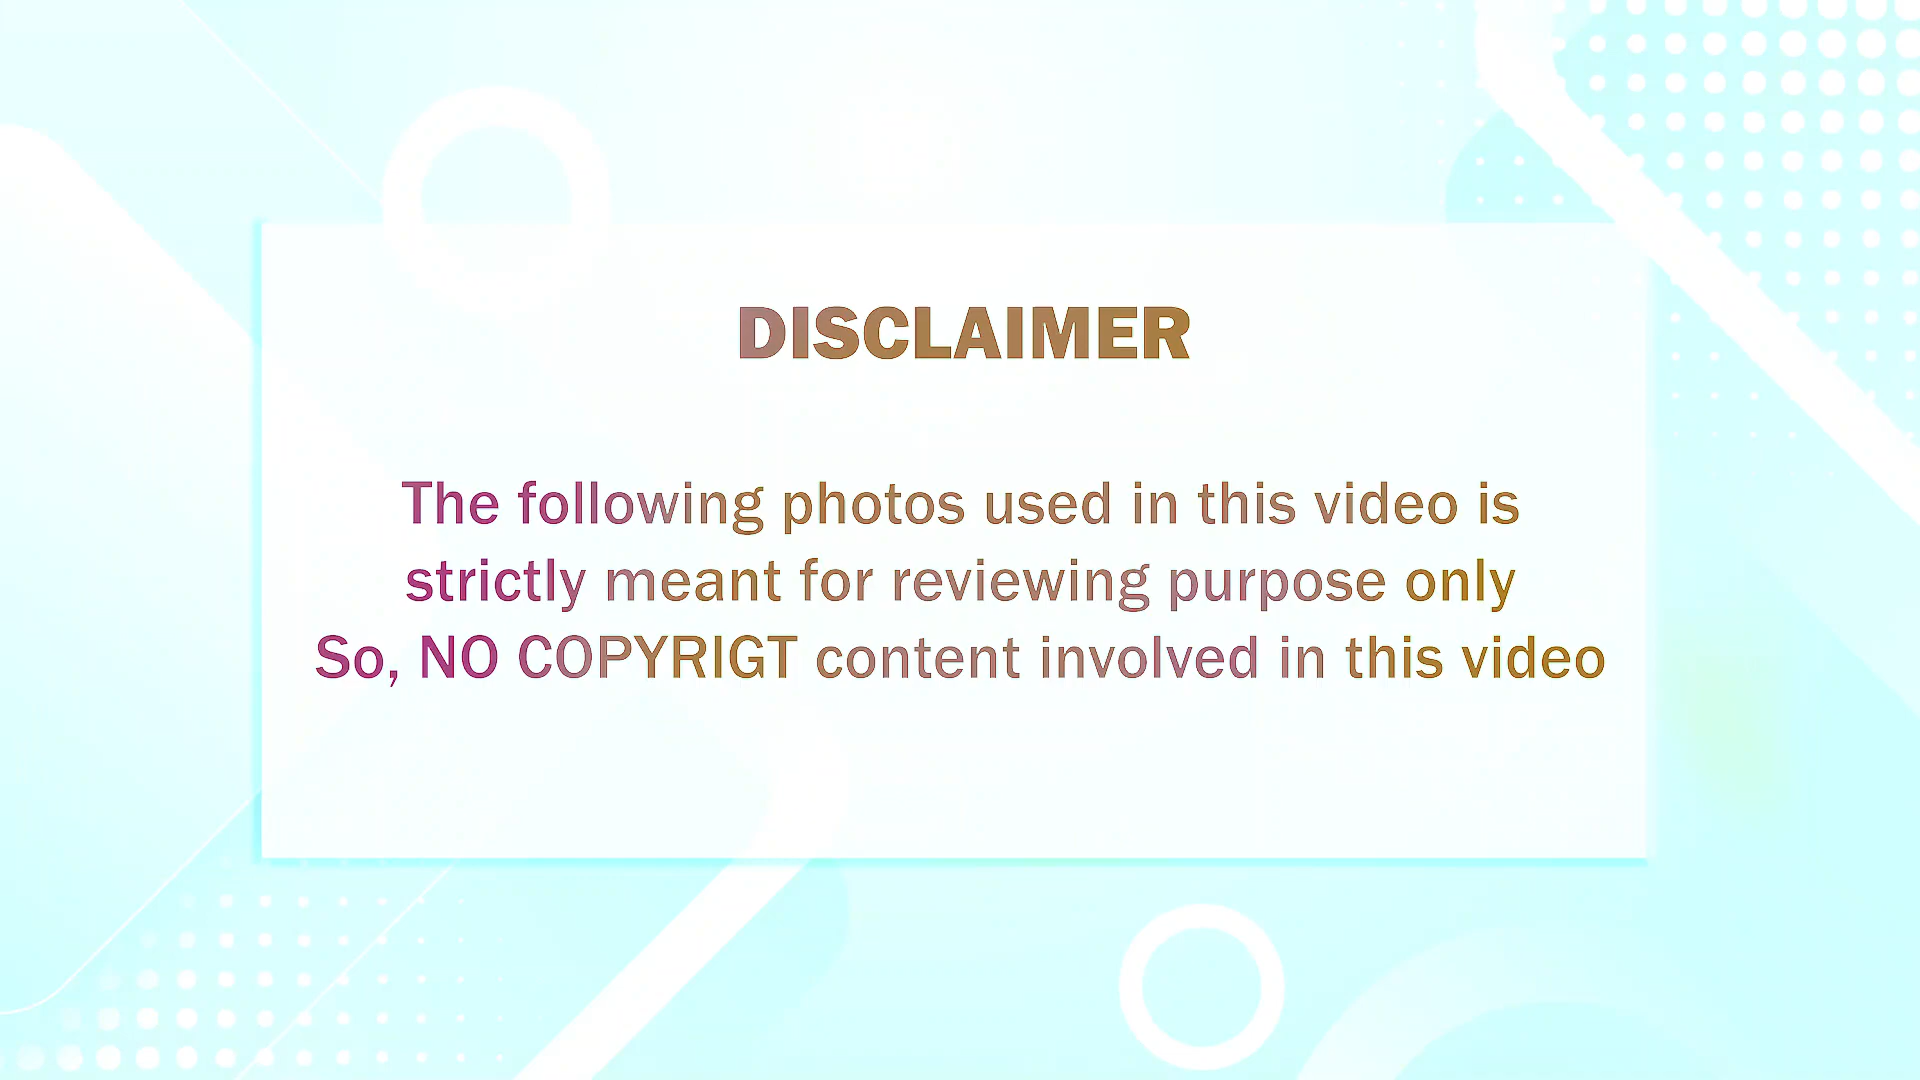 DISCLAIMER
The following photos used in this video is
strictly meant for reviewing purpose only
So, NO COPYRIGT content involved in this video